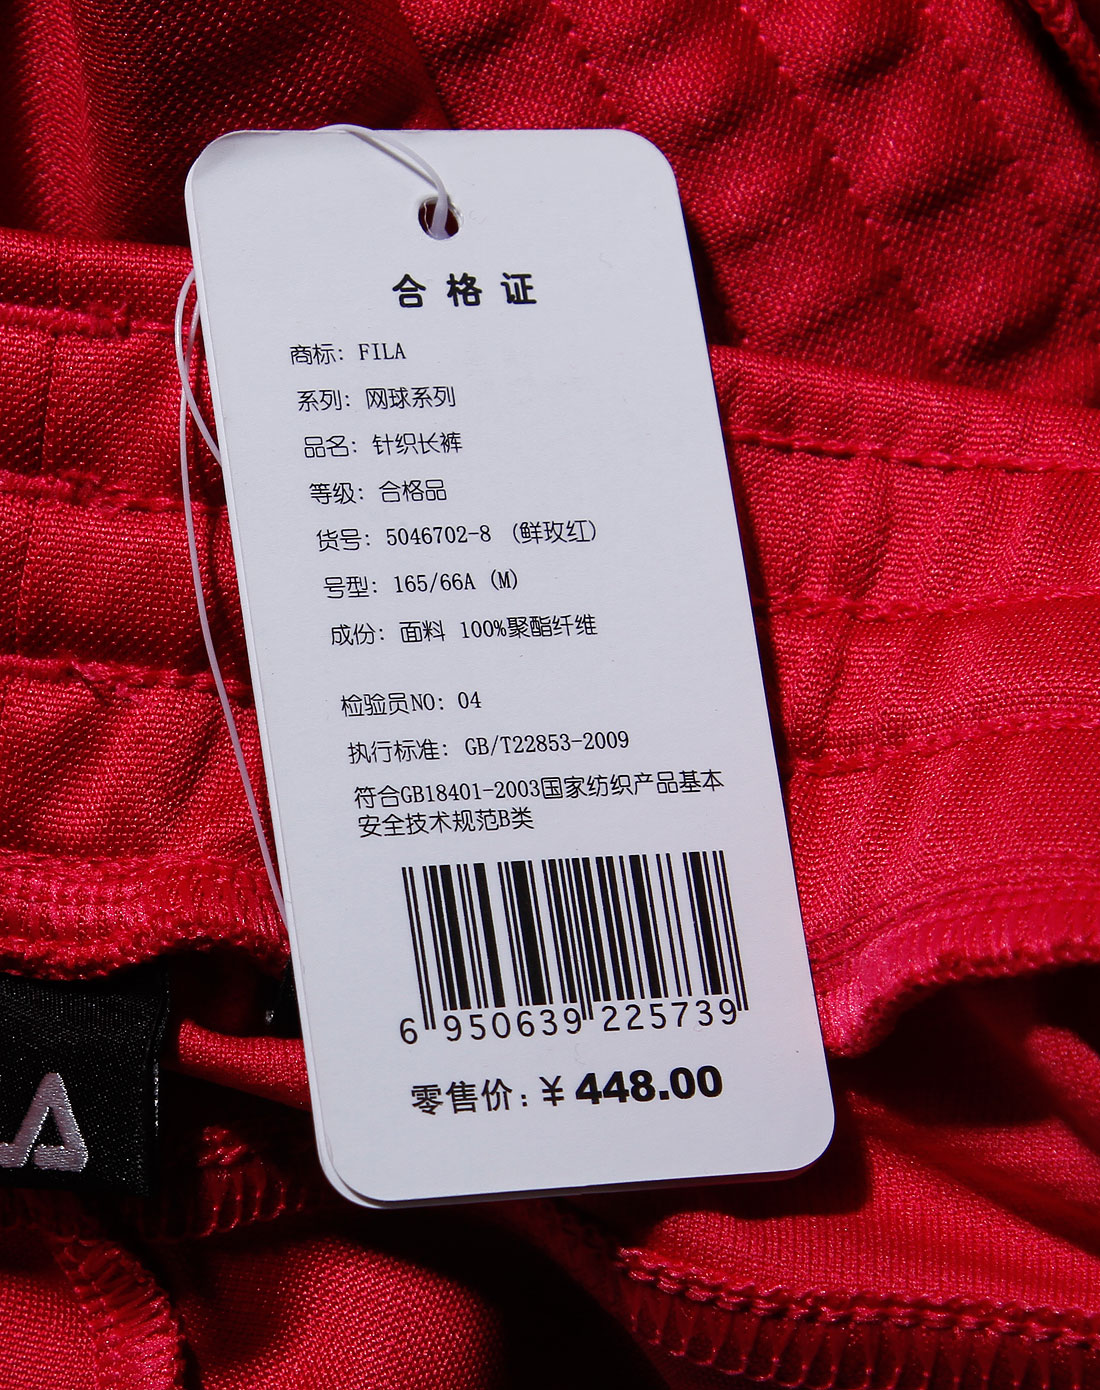 合格证
商标: FILA
系列: 网球系列
品名: 针织长裤
等级: 合格品
货号: 5046702-8 (鲜玫红)
号型: 165/66A (M)
成份: 面料 100%聚酯纤维
检验员NO: 04
执行标准: GB/T22853-2009
符合GB18401-2003国家纺织产品基本
安全技术规范B类
6 950639 225739
零售价: ¥ 448.00
LA